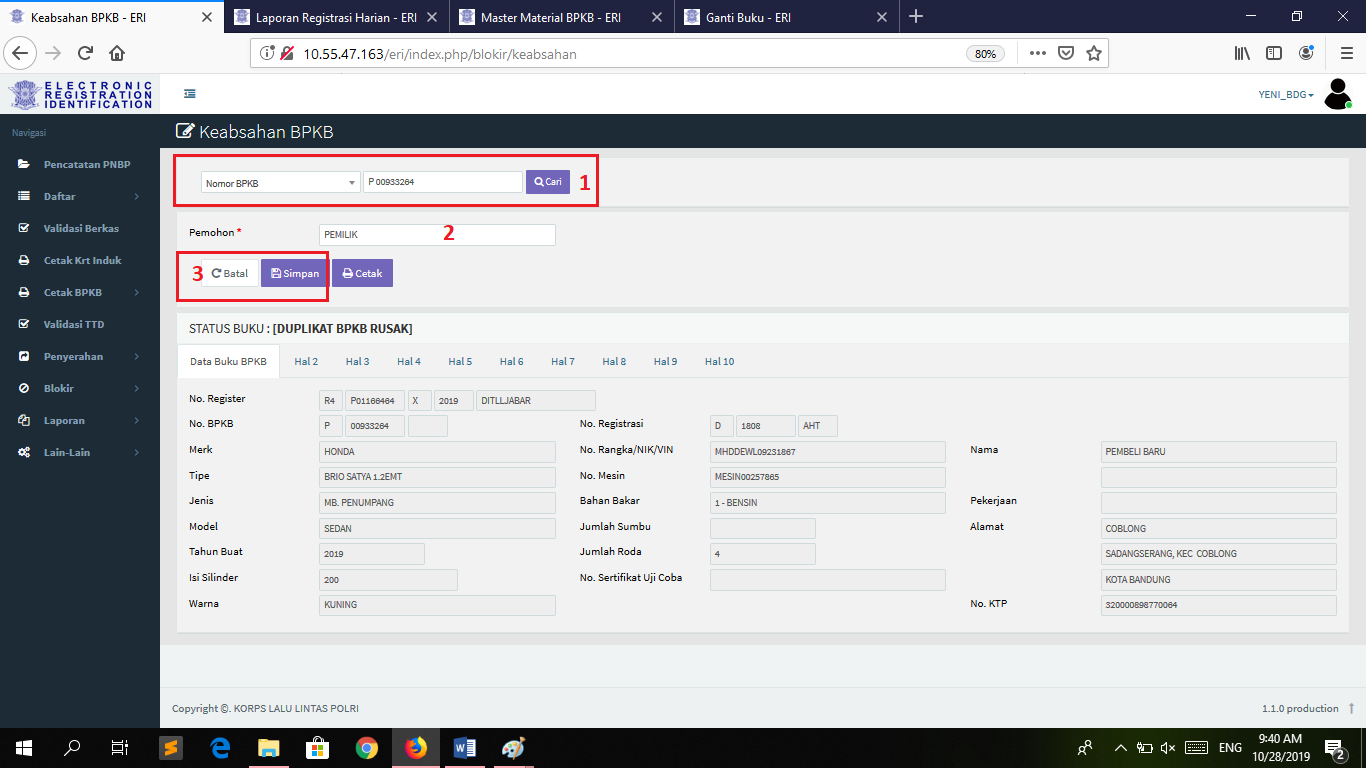 Keabsahan BPKB - ERI
Laporan Registrasi Harian - ERI
Master Material BPKB - ERI
Ganti Buku - ERI
10.55.47.163/eri/index.php/blokir/keabsahan
80%
ELECTRONIC
REGISTRATION
IDENTIFICATION
YENI_BDG
Navigasi
Pencatatan PNBP
Daftar
Validasi Berkas
Cetak Krt Induk
Cetak BPKB
Validasi TTD
Penyerahan
Blokir
Laporan
Lain-Lain
Keabsahan BPKB
Nomor BPKB P 00933264 Cari 1
Pemohon * PEMILIK 2
3 Batal Simpan Cetak
STATUS BUKU : [DUPLIKAT BPKB RUSAK]
Data Buku BPKB Hal 2 Hal 3 Hal 4 Hal 5 Hal 6 Hal 7 Hal 8 Hal 9 Hal 10
No. Register R4 P01166464 X 2019 DITLLJABAR
No. BPKB P 00933264 No. Registrasi D 1808 AHT
Merk HONDA No. Rangka/NIK/VIN MHDDEWL09231867 Nama PEMBELI BARU
Tipe BRIO SATYA 1.2EMT No. Mesin MESIN00257865
Jenis MB. PENUMPANG Bahan Bakar 1 - BENSIN Pekerjaan
Model SEDAN Jumlah Sumbu Alamat COBLONG
Tahun Buat 2019 Jumlah Roda 4 SADANGSERANG, KEC COBLONG
Isi Silinder 200 No. Sertifikat Uji Coba KOTA BANDUNG
Warna KUNING No. KTP 320000898770064
Copyright ©. KORPS LALU LINTAS POLRI 1.1.0 production
ENG
9:40 AM
10/28/2019
2